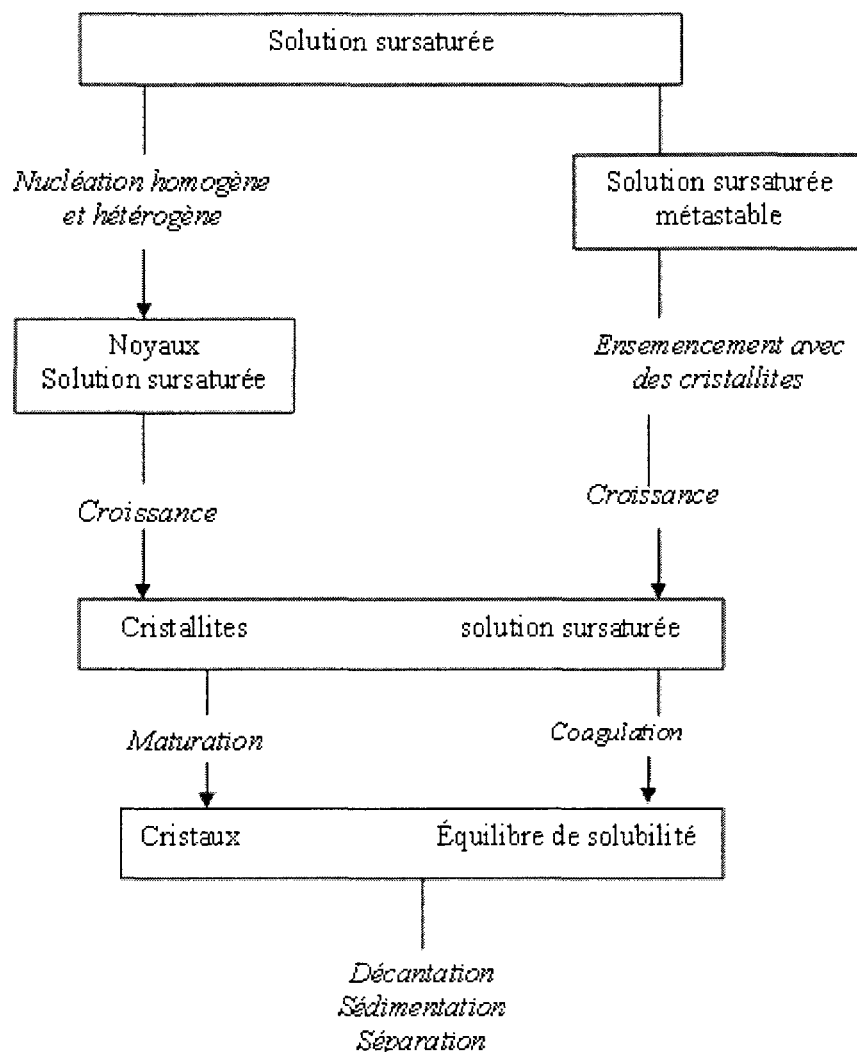 Solution sursaturée
Nucléation homogène
et hétérogène
Solution sursaturée
métastable
Noyaux
Solution sursaturée
Ensemencement avec
des cristallites
Croissance
Croissance
Cristallites solution sursaturée
Maturation
Coagulation
Cristaux Équilibre de solubilité
Décantation
Sédimentation
Séparation